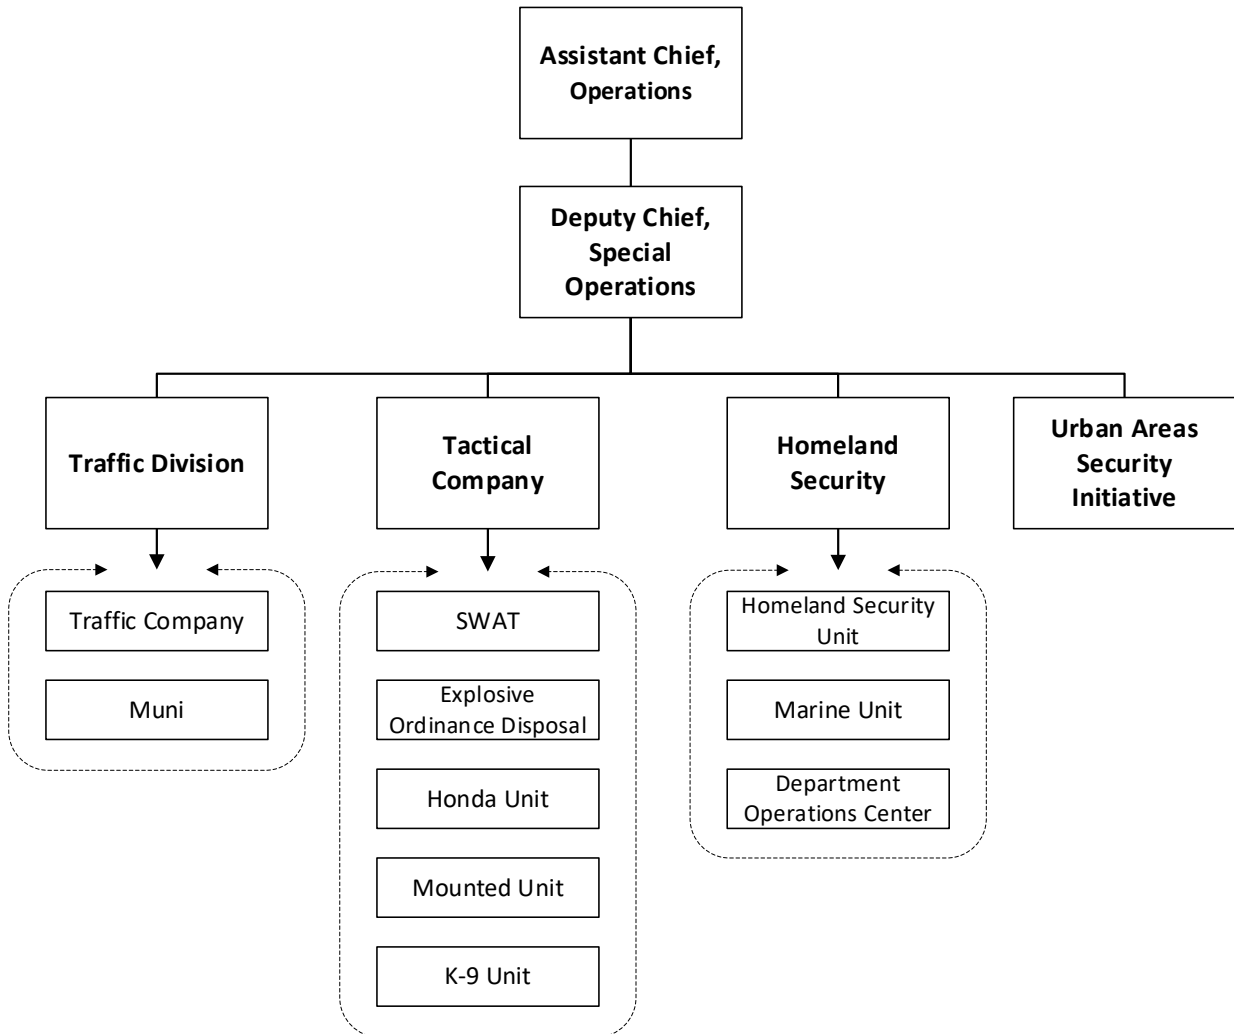 Assistant Chief,
Operations
Deputy Chief,
Special
Operations
Traffic Division
Tactical
Company
Homeland
Security
Urban Areas
Security
Initiative
Traffic Company
Muni
SWAT
Explosive
Ordinance Disposal
Honda Unit
Mounted Unit
K-9 Unit
Homeland Security
Unit
Marine Unit
Department
Operations Center